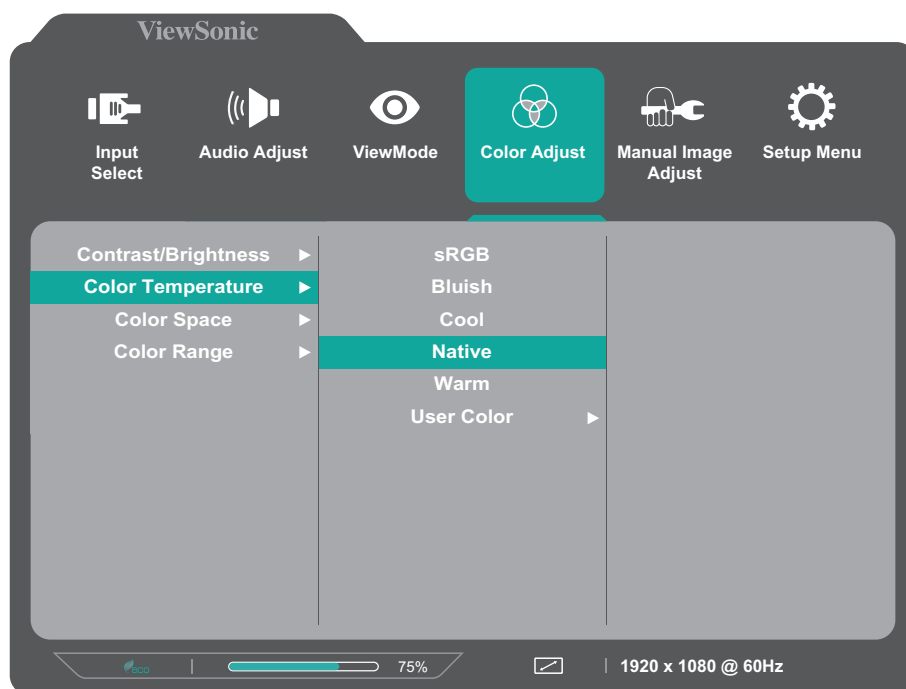 ViewSonic
Input
Select
Audio Adjust
ViewMode
Color Adjust
Manual Image
Adjust
Setup Menu
Contrast/Brightness
Color Temperature
Color Space
Color Range
sRGB
Bluish
Cool
Native
Warm
User Color
eco
75%
1920 x 1080 @ 60Hz